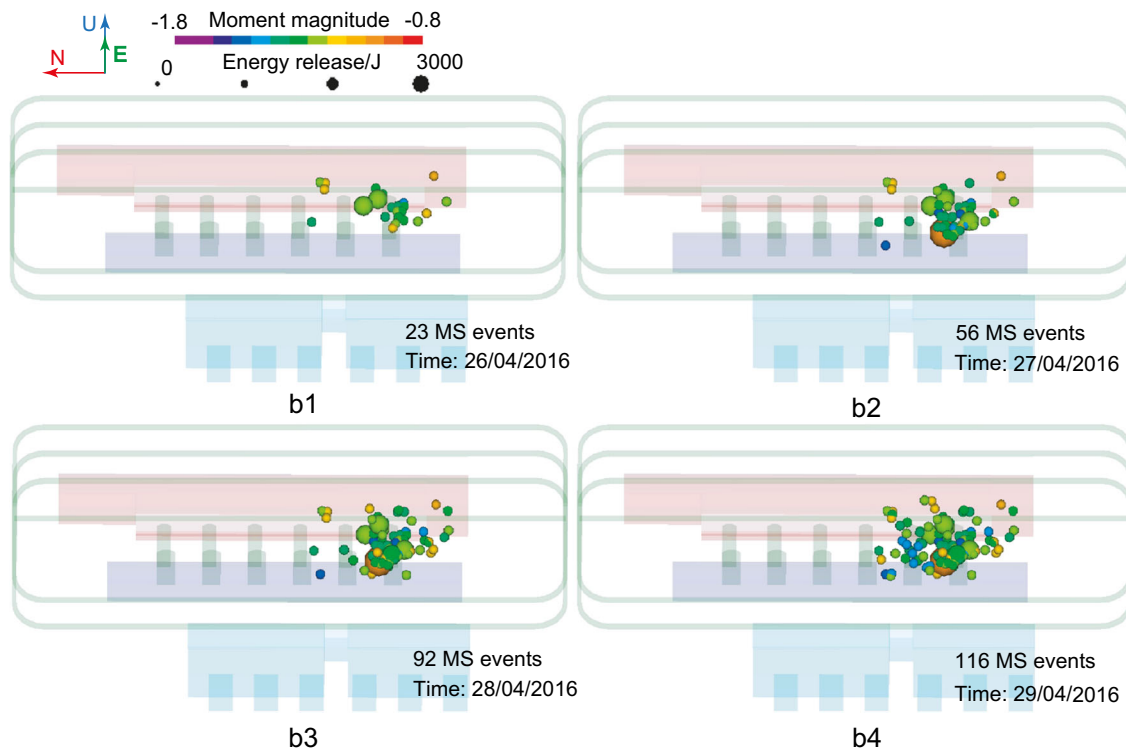 U
E
N
-1.8 Moment magnitude -0.8
0 Energy release/J 3000
23 MS events
Time: 26/04/2016
b1
56 MS events
Time: 27/04/2016
b2
92 MS events
Time: 28/04/2016
b3
116 MS events
Time: 29/04/2016
b4